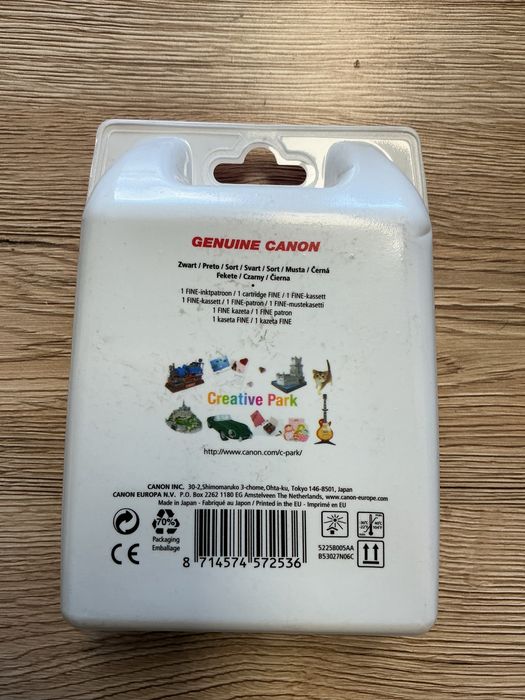 GENUINE CANON
Zwart / Preto / Sort / Svart / Sort / Musta / Černá
Fekete / Czarny / Čierna
1 FINE-inktpatroon / 1 cartridge FINE / 1 FINE-kassett
1 FINE-kassett / 1 FINE-patron / 1 FINE-mustekasetti
1 FINE kazeta / 1 FINE patron
1 kaseta FINE / 1 kazeta FINE
Creative Park
http://www.canon.com/c-park/
CANON INC. 30-2,Shimomaruko 3-chome,Ohta-ku, Tokyo 146-8501, Japan
CANON EUROPA N.V. P.O. Box 2262 1180 EG Amstelveen The Netherlands, www.canon-europe.com
Made in Japan - Fabriqué au Japon / Printed in the EU - Imprimé en EU
70%
Packaging
Emballage
CE
8 714574 572536
5225B005AA
B53027N06C